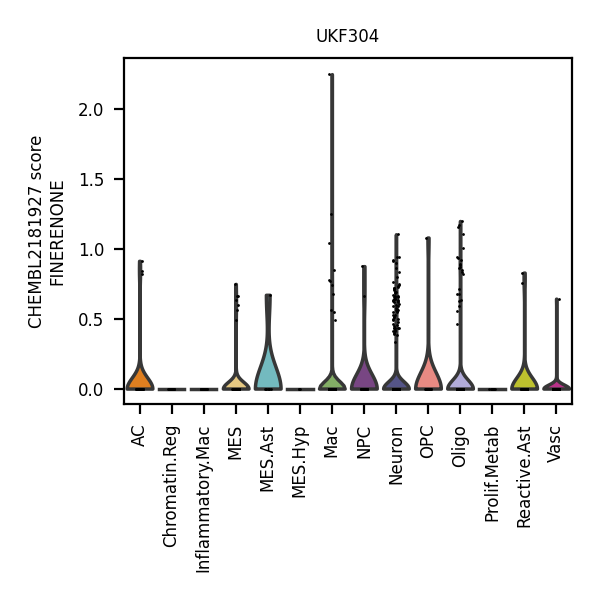 UKF304
CHEMBL2181927 score
FINERENONE
2.0
1.5
1.0
0.5
0.0
AC
Chromatin.Reg
Inflammatory.Mac
MES
MES.Ast
MES.Hyp
Mac
NPC
Neuron
OPC
Oligo
Prolif.Metab
Reactive.Ast
Vasc